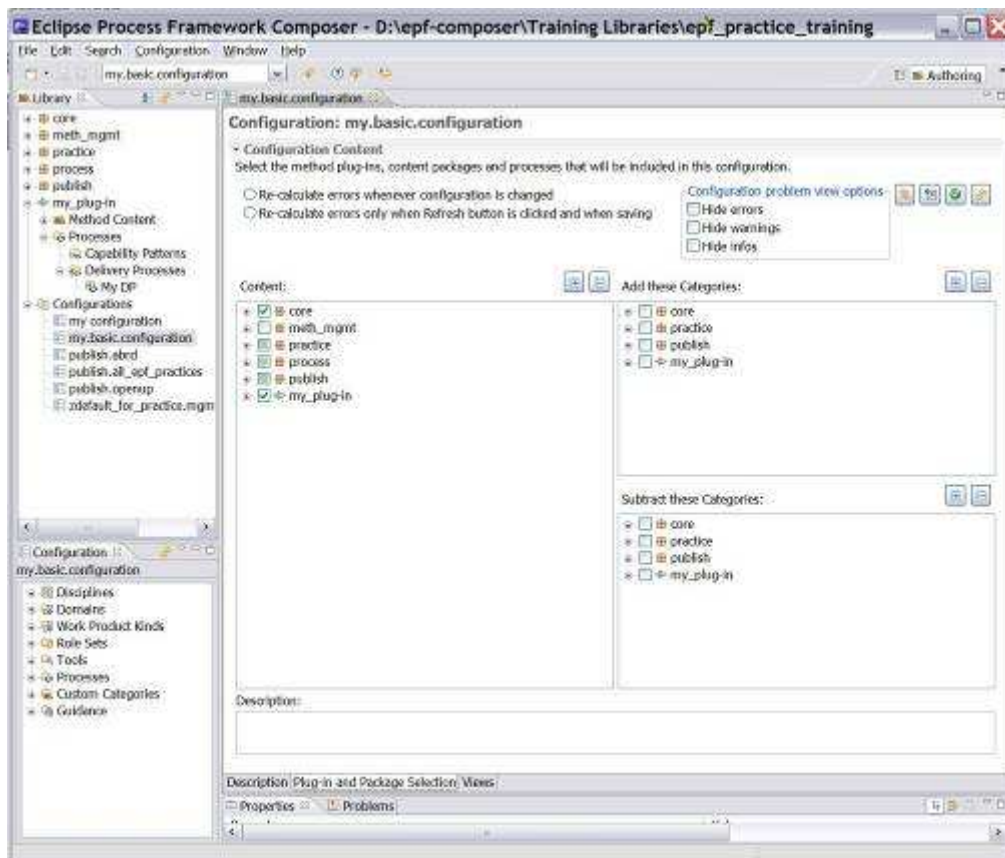 Eclipse Process Framework Composer - D:\epf-composer\Training Libraries\epf_practice_training
File Edit Search Configuration Window Help
my.basic.configuration
Authoring
Library
core
meth_mgmt
practice
process
publish
my_plug-in
Method Content
Processes
Capability Patterns
Delivery Processes
My DP
Configurations
my configuration
my.basic.configuration
publish.abrd
publish.all_epf_practices
publish.openup
zdefault_for_practice.mgm
Configuration
my.basic.configuration
Disciplines
Domains
Work Product Kinds
Role Sets
Tools
Processes
Custom Categories
Guidance
my.basic.configuration
Configuration: my.basic.configuration
Configuration Content
Select the method plug-ins, content packages and processes that will be included in this configuration.
Re-calculate errors whenever configuration is changed
Re-calculate errors only when Refresh button is clicked and when saving
Configuration problem view options
Hide errors
Hide warnings
Hide infos
Content:
core
meth_mgmt
practice
process
publish
my_plug-in
Add these Categories:
core
practice
publish
my_plug-in
Subtract these Categories:
core
practice
publish
my_plug-in
Description:
Description Plug-in and Package Selection Views
Properties Problems